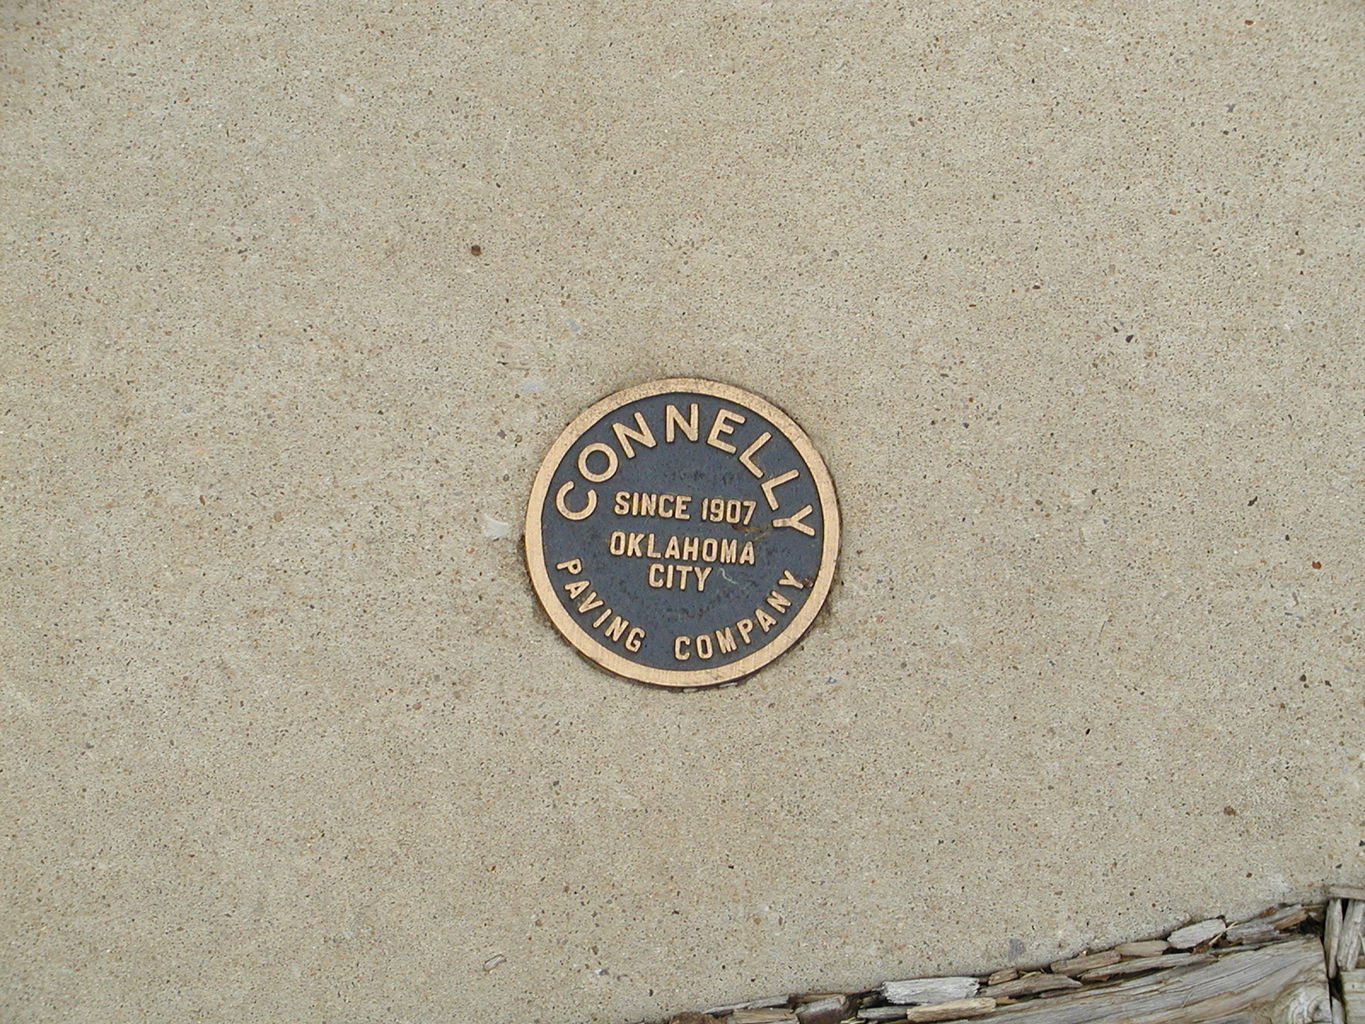 CONNELLY
SINCE 1907
OKLAHOMA
CITY
PAVING COMPANY